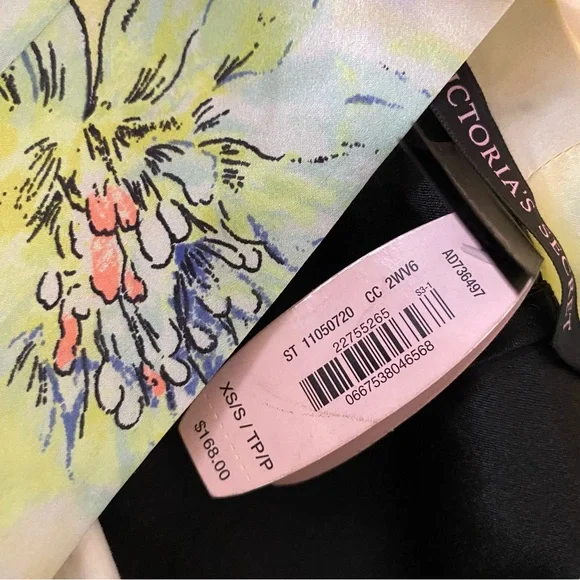 VICTORIA'S SECRET
AD736497
ST 11050720 CC 2WV6
22755265 S3-1
0667538046568
XS/S / TP/P
$168.00